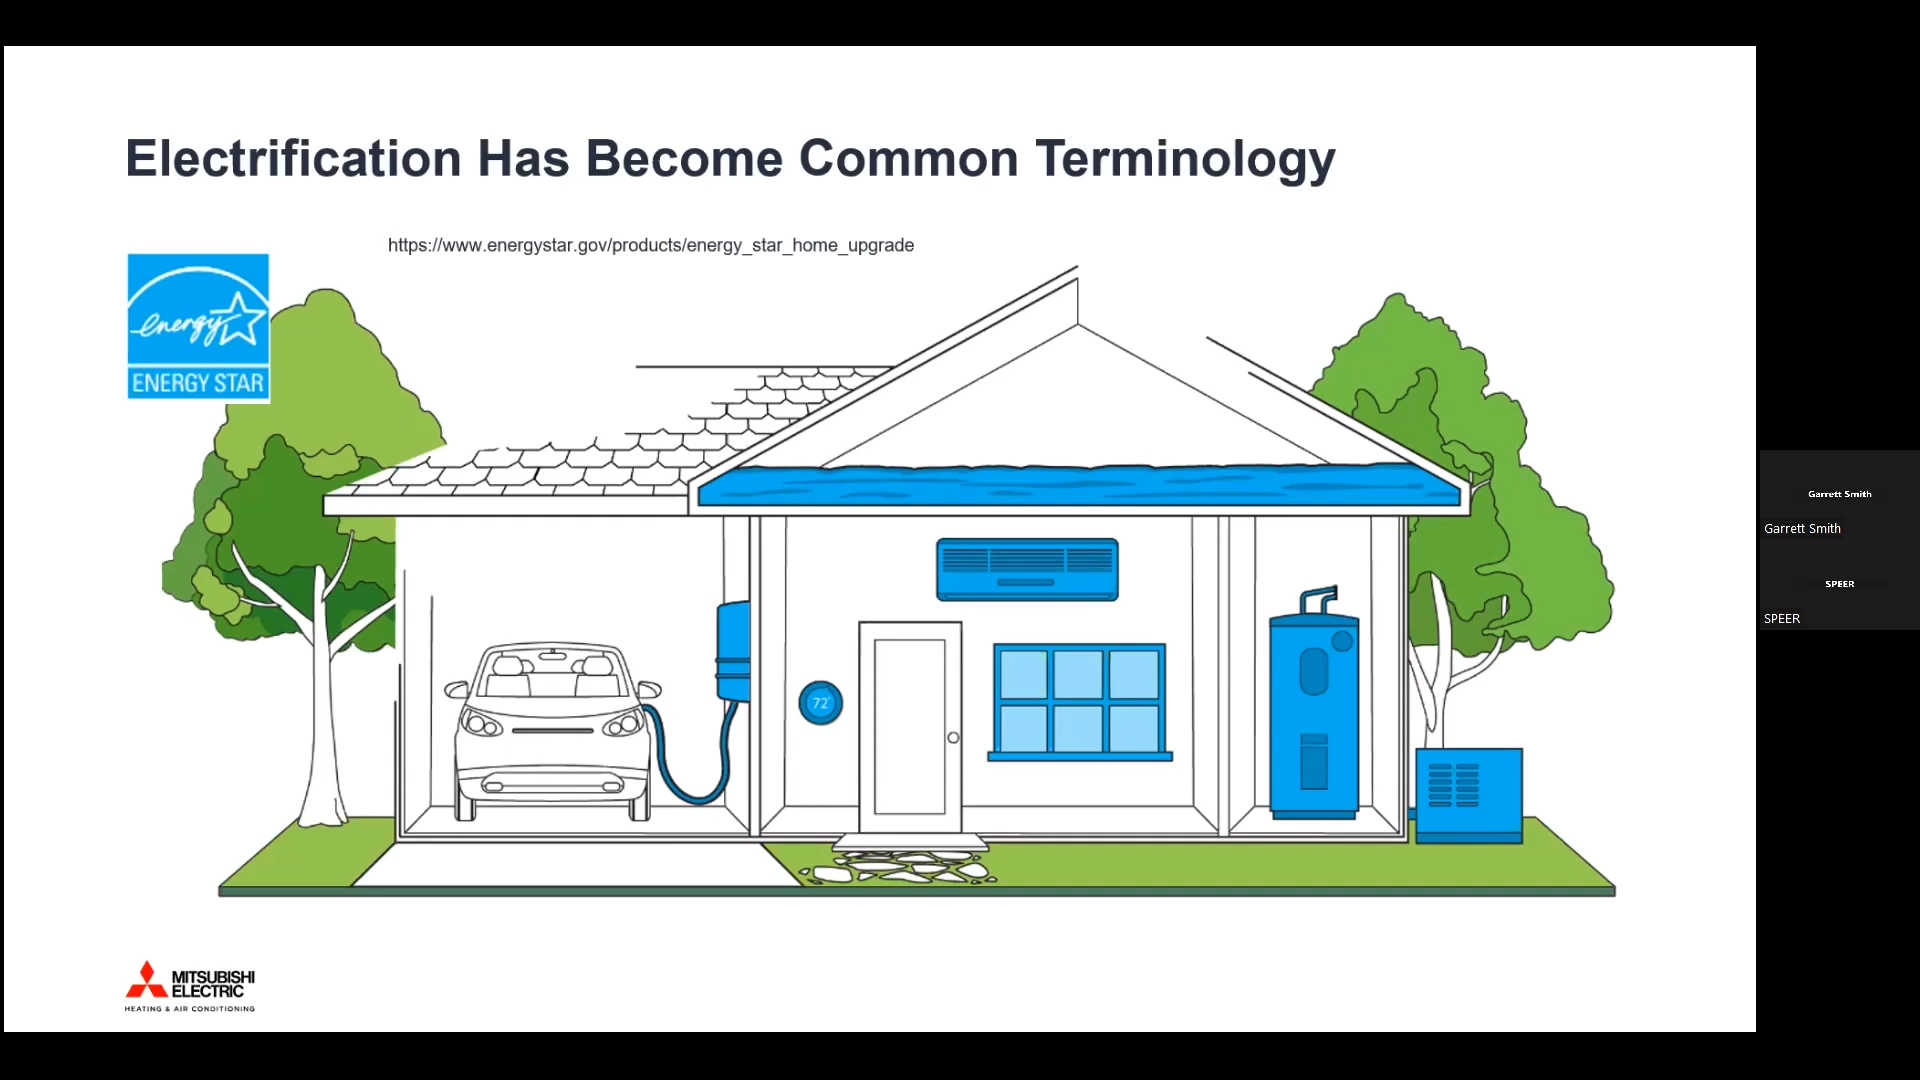 Electrification Has Become Common Terminology
https://www.energystar.gov/products/energy_star_home_upgrade
energy
ENERGY STAR
72°
MITSUBISHI
ELECTRIC
HEATING & AIR CONDITIONING
Garrett Smith
Garrett Smith
SPEER
SPEER